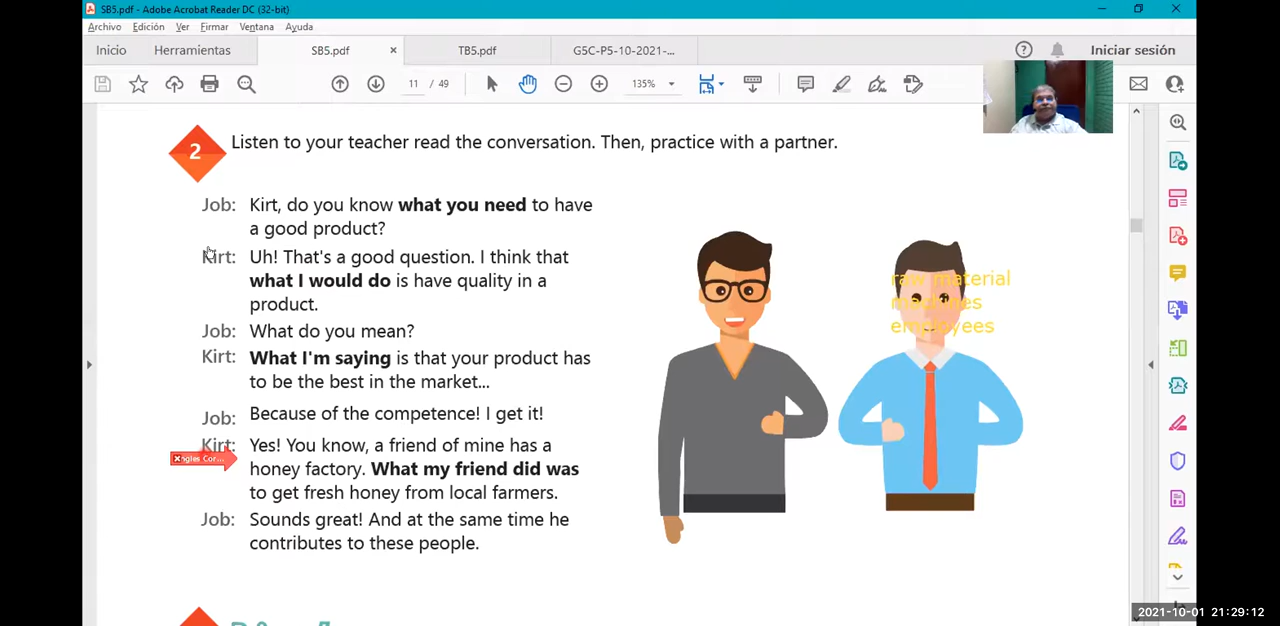 SB5.pdf - Adobe Acrobat Reader DC (32-bit)
Archivo Edición Ver Firmar Ventana Ayuda
Inicio Herramientas SB5.pdf × TB5.pdf G5C-P5-10-2021-... Iniciar sesión
11 / 49 135%
2 Listen to your teacher read the conversation. Then, practice with a partner.
Job: Kirt, do you know what you need to have
a good product?
Kirt: Uh! That's a good question. I think that
what I would do is have quality in a
product.
Job: What do you mean?
Kirt: What I'm saying is that your product has
to be the best in the market...
Job: Because of the competence! I get it!
Kirt: Yes! You know, a friend of mine has a
honey factory. What my friend did was
to get fresh honey from local farmers.
Job: Sounds great! And at the same time he
contributes to these people.
raw material
machines
employees
ngles Cor...
2021-10-01 21:29:12